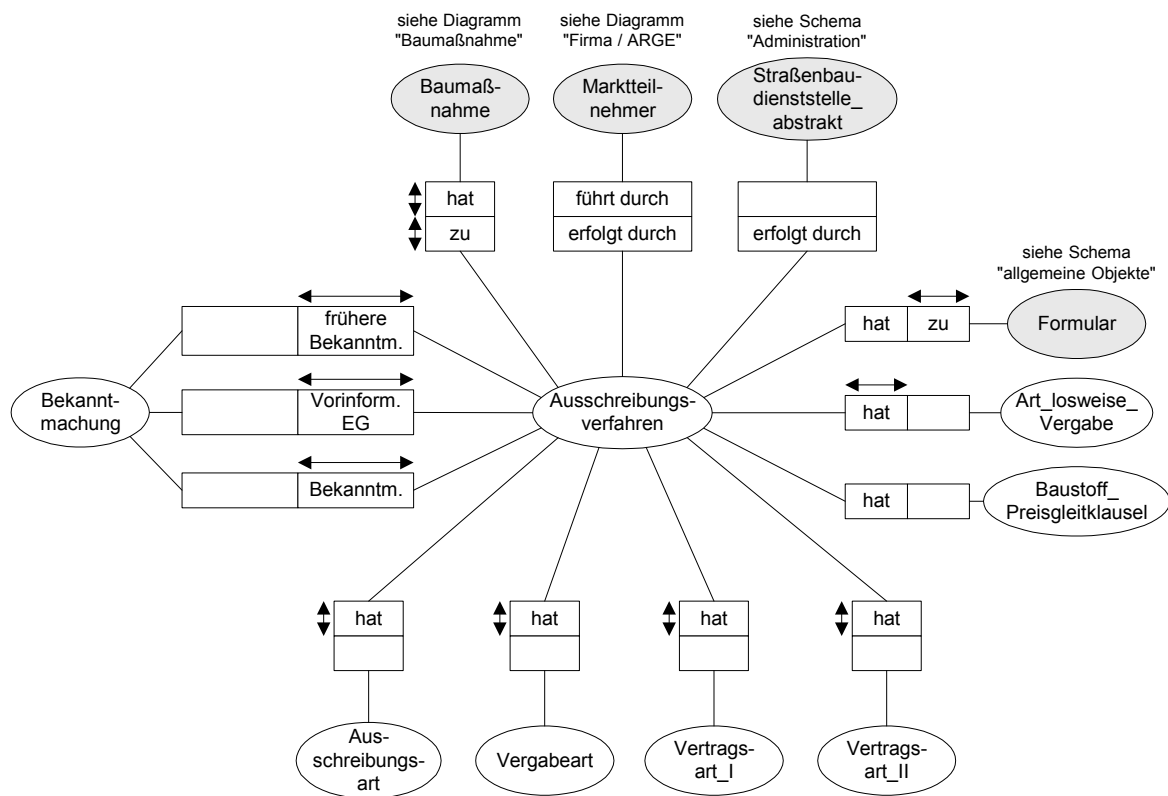 siehe Diagramm
"Baumaßnahme"
siehe Diagramm
"Firma / ARGE"
siehe Schema
"Administration"
Baumaß-
nahme
Marktteil-
nehmer
Straßenbau-
dienststelle_
abstrakt
hat
zu
führt durch
erfolgt durch
erfolgt durch
siehe Schema
"allgemeine Objekte"
frühere
Bekanntm.
hat
zu
Formular
Bekannt-
machung
Vorinform.
EG
Ausschreibungs-
verfahren
hat
Art_losweise_
Vergabe
Bekanntm.
hat
Baustoff_
Preisgleitklausel
hat
hat
hat
hat
Aus-
schreibungs-
art
Vergabeart
Vertrags-
art_I
Vertrags-
art_II